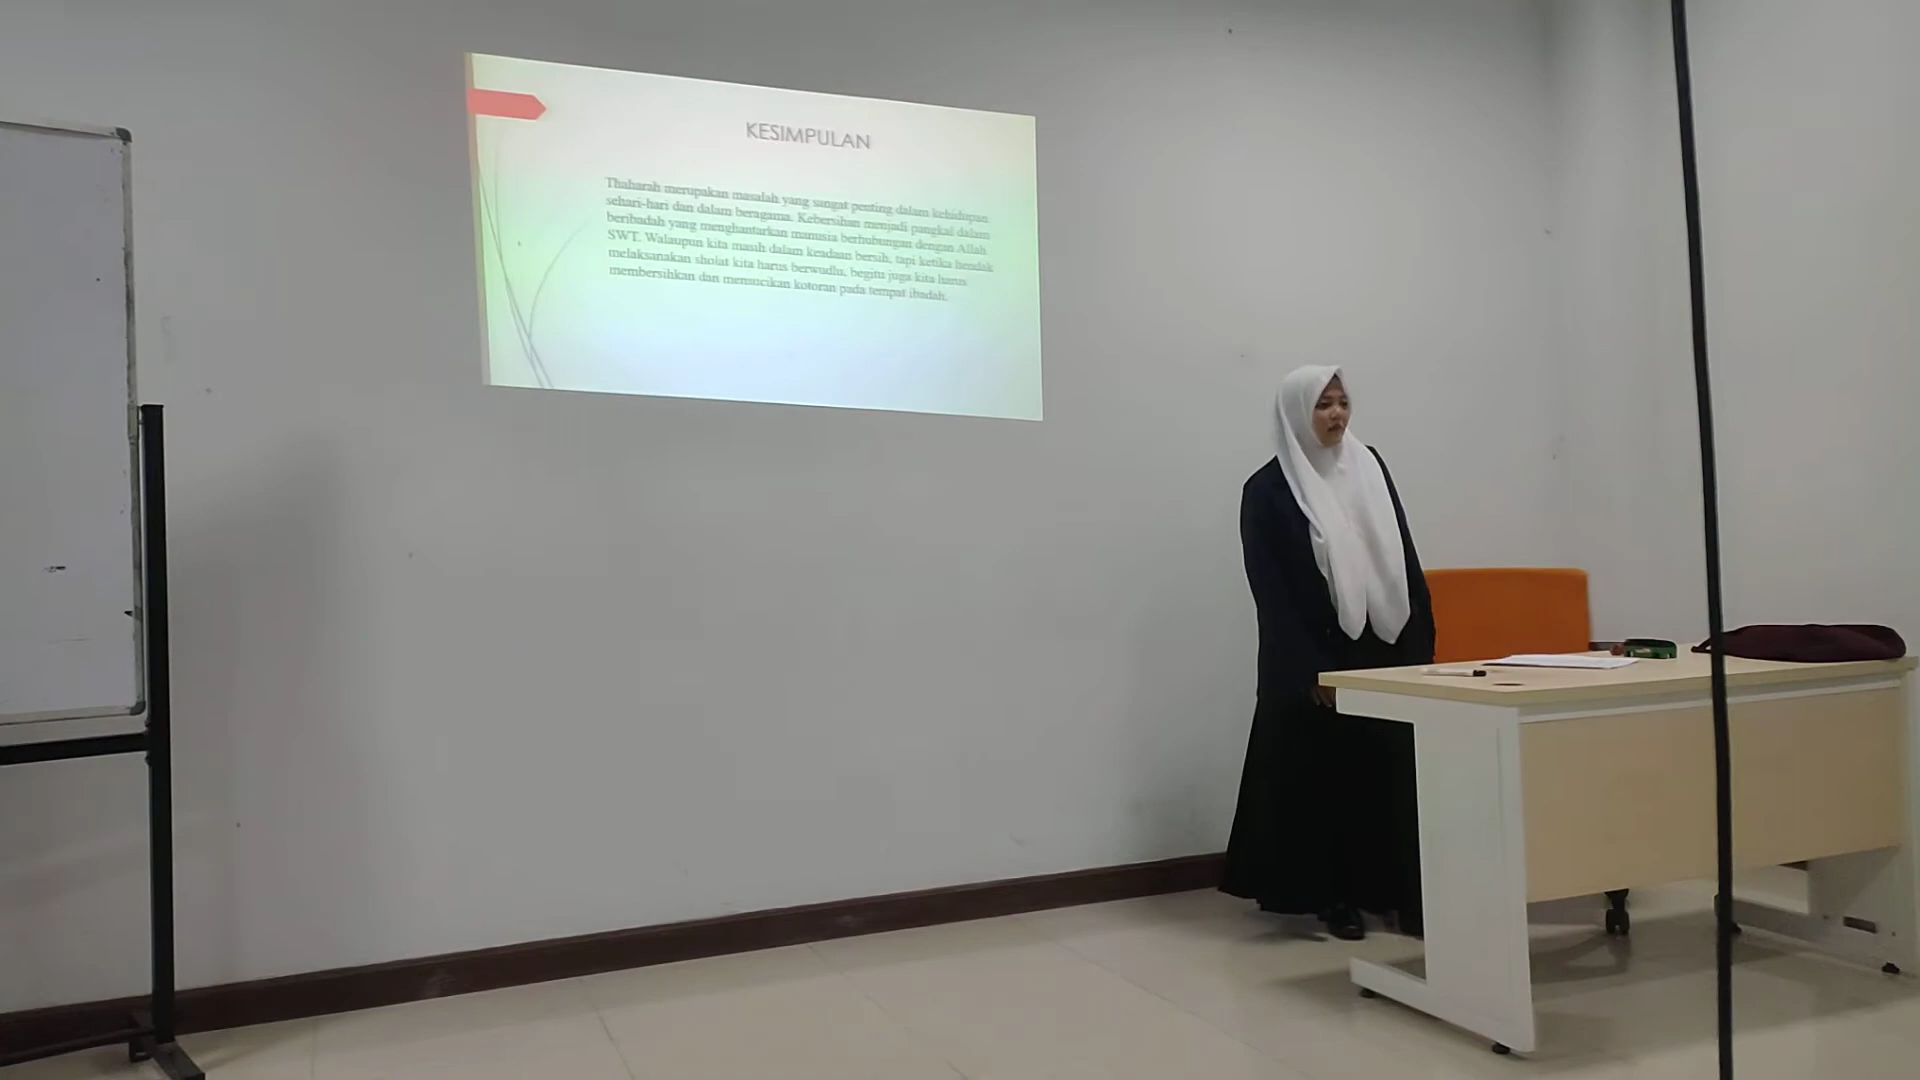 KESIMPULAN
Thaharah merupakan masalah yang sangat penting dalam kehidupan
sehari-hari dan dalam beragama. Kebersihan menjadi pangkal dalam
beribadah yang menghantarkan manusia berhubungan dengan Allah
SWT. Walaupun kita masih dalam keadaan bersih, tapi ketika hendak
melaksanakan sholat kita harus berwudlu, begitu juga kita harus
membersihkan dan mensucikan kotoran pada tempat ibadah.